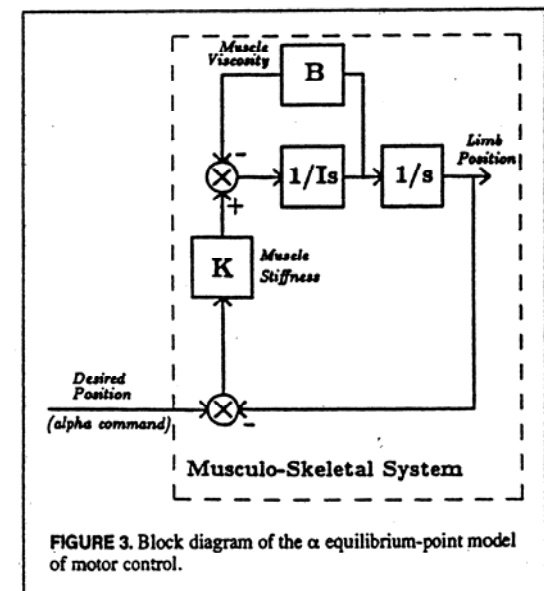 Muscle
Viscosity
B
Limb
Position
-
1/Is
1/s
+
K
Muscle
Stiffness
Desired
Position
(alpha command)
-
Musculo-Skeletal System
FIGURE 3. Block diagram of the α equilibrium-point model
of motor control.